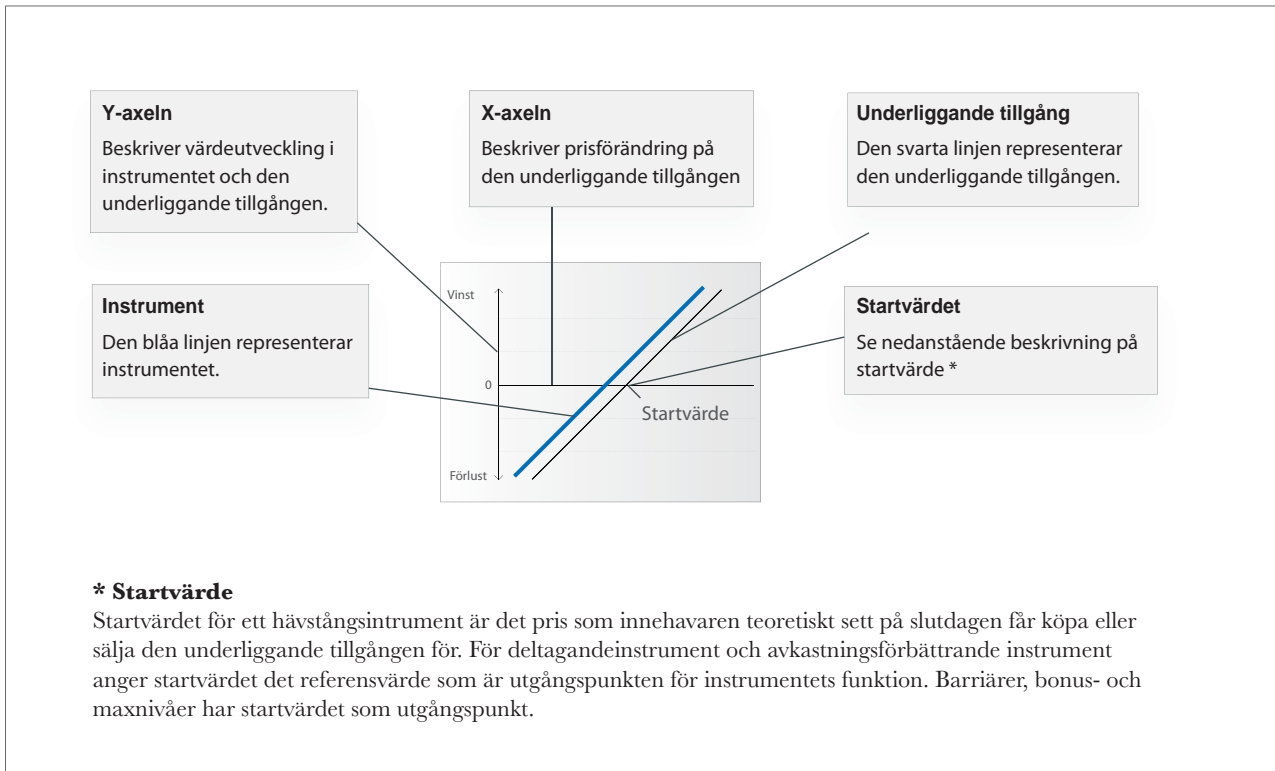 Y-axeln
Beskriver värdeutveckling i
instrumentet och den
underliggande tillgången.
X-axeln
Beskriver prisförändring på
den underliggande tillgången
Underliggande tillgång
Den svarta linjen representerar
den underliggande tillgången.
Instrument
Den blåa linjen representerar
instrumentet.
Vinst
0
Förlust
Startvärde
Startvärdet
Se nedanstående beskrivning på
startvärde *
* Startvärde
Startvärdet för ett hävstångsintrument är det pris som innehavaren teoretiskt sett på slutdagen får köpa eller
sälja den underliggande tillgången för. För deltagandeinstrument och avkastningsförbättrande instrument
anger startvärdet det referensvärde som är utgångspunkten för instrumentets funktion. Barriärer, bonus- och
maxnivåer har startvärdet som utgångspunkt.